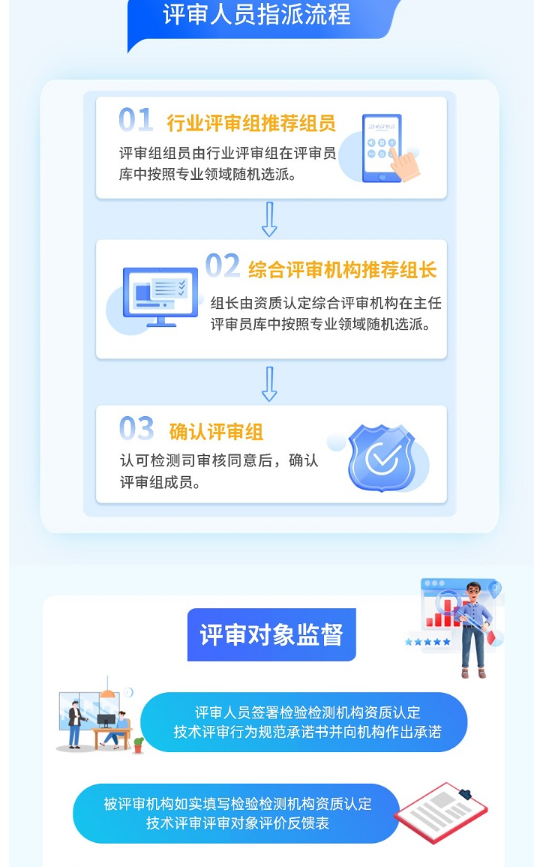 评审人员指派流程
01 行业评审组推荐组员
评审组组员由行业评审组在评审员
库中按照专业领域随机选派。
02 综合评审机构推荐组长
组长由资质认定综合评审机构在主任
评审员库中按照专业领域随机选派。
03 确认评审组
认可检测司审核同意后，确认
评审组成员。
评审对象监督
评审人员签署检验检测机构资质认定
技术评审行为规范承诺书并向机构作出承诺
被评审机构如实填写检验检测机构资质认定
技术评审评审对象评价反馈表